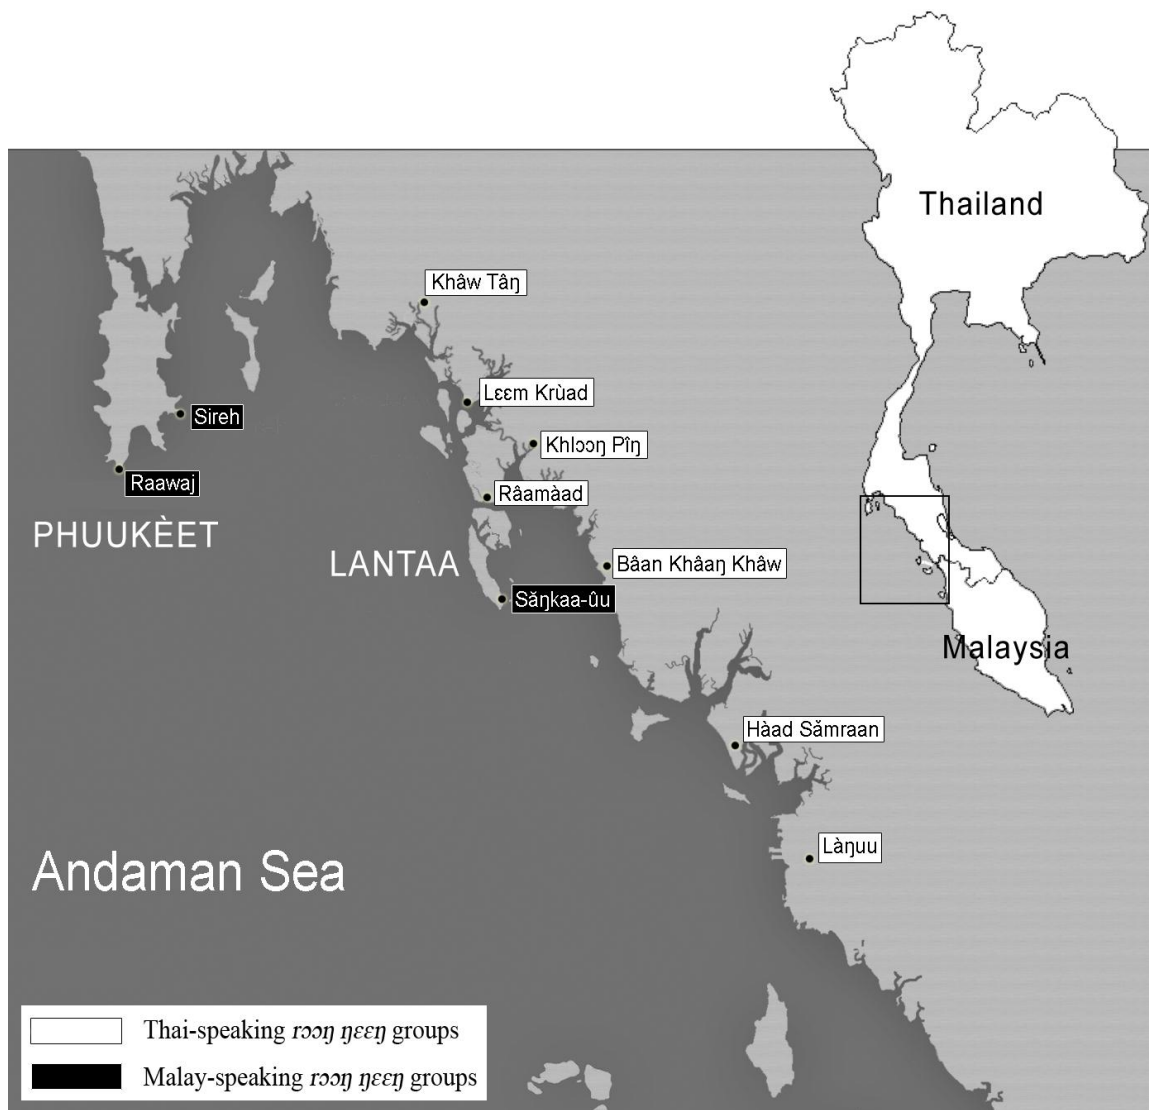 Thailand
Khâw Tâŋ
Lɛɛm Krùad
Sireh
Khlɔɔŋ Pîŋ
Raawaj
Râamàad
PHUUKÈET
LANTAA
Bâan Khâaŋ Khâw
Săŋkaa-ûu
Malaysia
Hàad Sămraan
Làŋuu
Andaman Sea
Thai-speaking rɔɔŋ ŋɛɛŋ groups
Malay-speaking rɔɔŋ ŋɛɛŋ groups